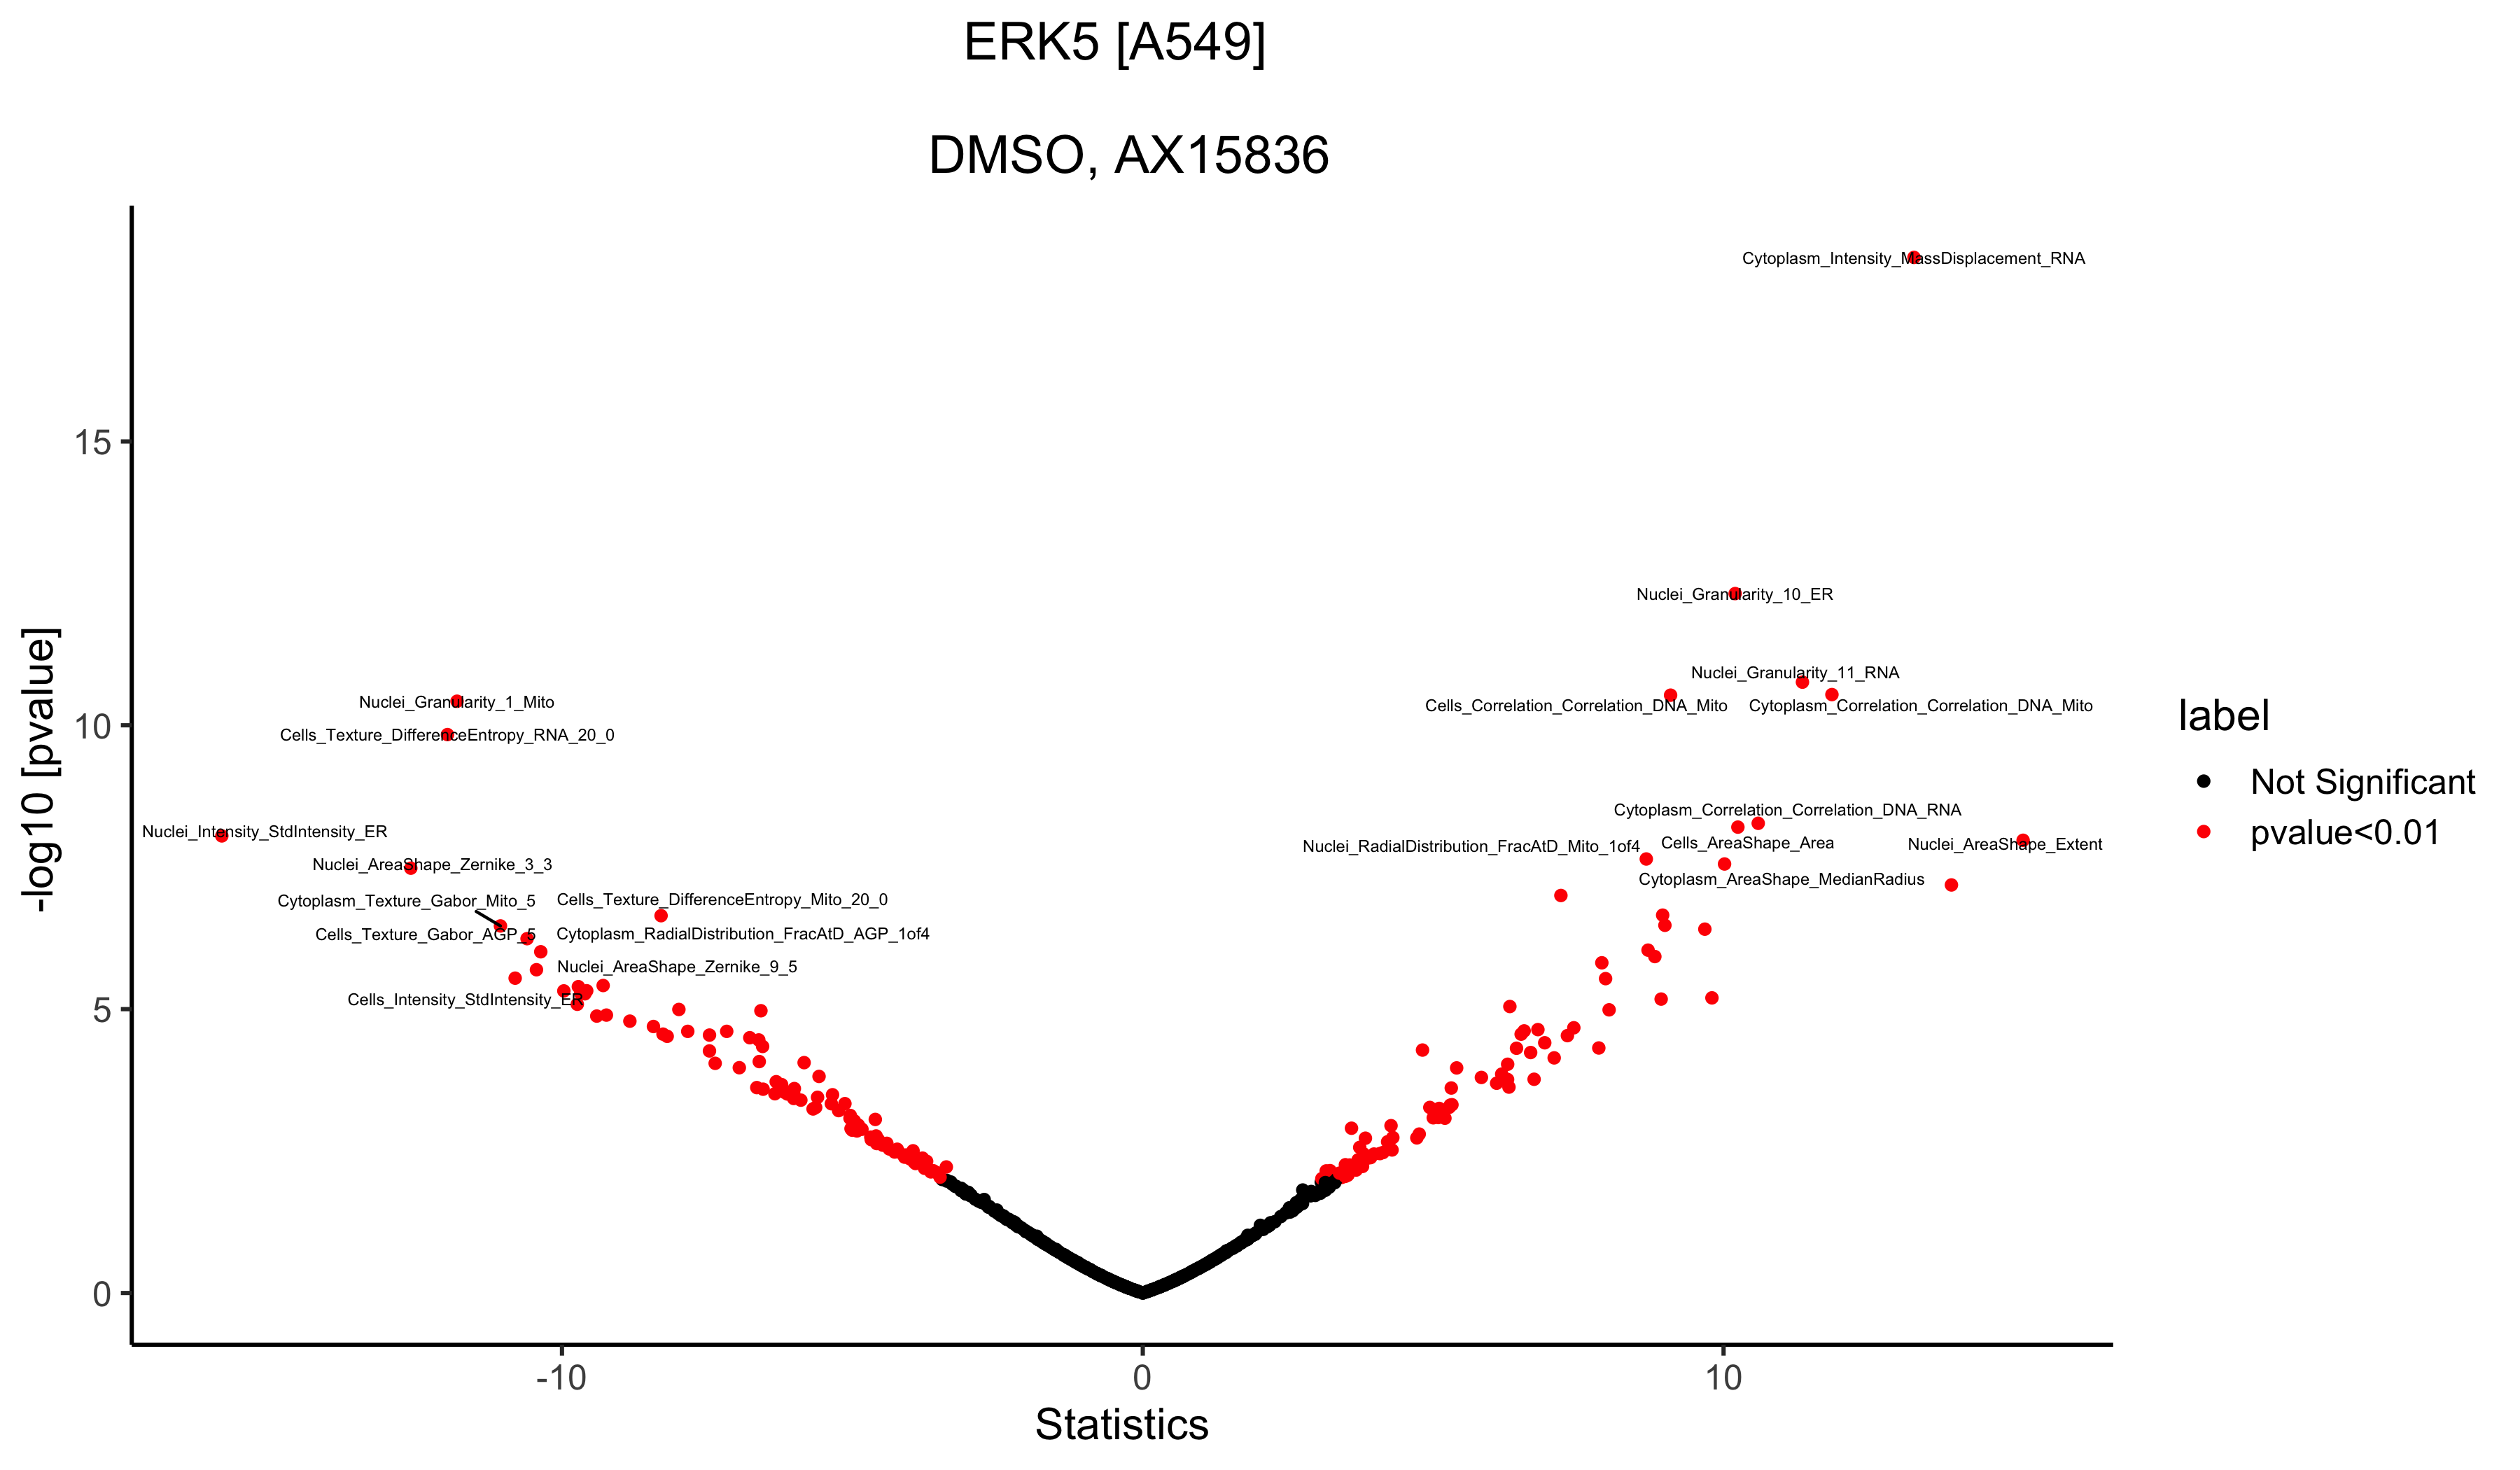 ERK5 [A549]
DMSO, AX15836
-log10 [pvalue]
15
10
5
0
Cytoplasm_Intensity_MassDisplacement_RNA
Nuclei_Granularity_10_ER
Nuclei_Granularity_11_RNA
Nuclei_Granularity_1_Mito
Cells_Correlation_Correlation_DNA_Mito
Cytoplasm_Correlation_Correlation_DNA_Mito
Cells_Texture_DifferenceEntropy_RNA_20_0
Cytoplasm_Correlation_Correlation_DNA_RNA
Nuclei_Intensity_StdIntensity_ER
Nuclei_RadialDistribution_FracAtD_Mito_1of4
Cells_AreaShape_Area
Nuclei_AreaShape_Extent
Nuclei_AreaShape_Zernike_3_3
Cytoplasm_AreaShape_MedianRadius
Cytoplasm_Texture_Gabor_Mito_5
Cells_Texture_DifferenceEntropy_Mito_20_0
Cells_Texture_Gabor_AGP_5
Cytoplasm_RadialDistribution_FracAtD_AGP_1of4
Nuclei_AreaShape_Zernike_9_5
Cells_Intensity_StdIntensity_ER
-10
0
10
Statistics
label
Not Significant
pvalue<0.01